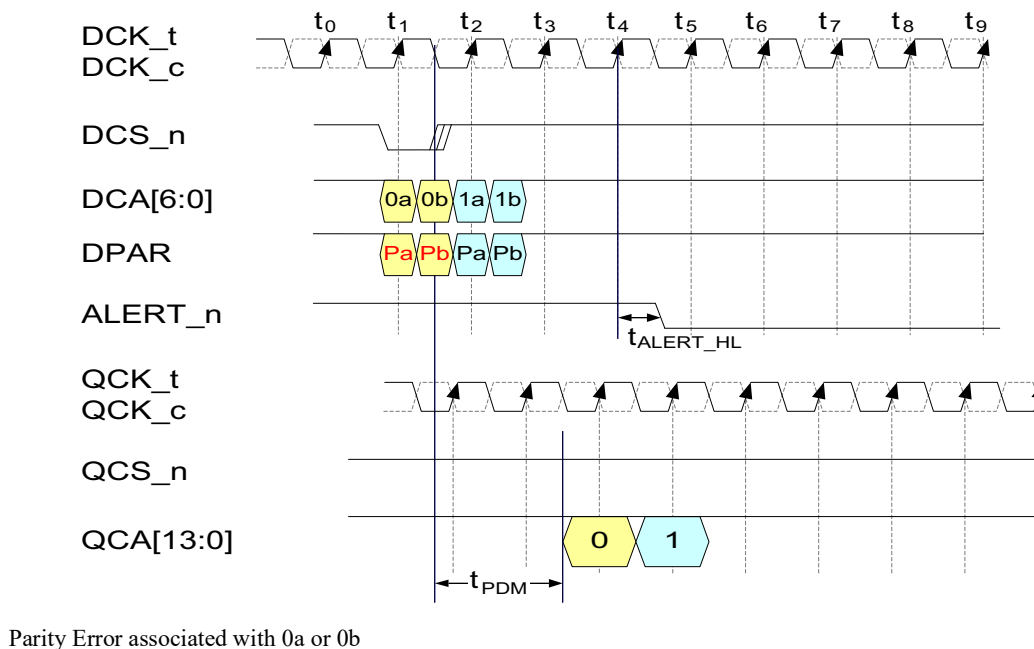 t0 t1 t2 t3 t4 t5 t6 t7 t8 t9
DCK_t
DCK_c
DCS_n
DCA[6:0] 0a 0b 1a 1b
DPAR Pa Pb Pa Pb
ALERT_n
tALERT_HL
QCK_t
QCK_c
QCS_n
QCA[13:0] 0 1
tPDM
Parity Error associated with 0a or 0b